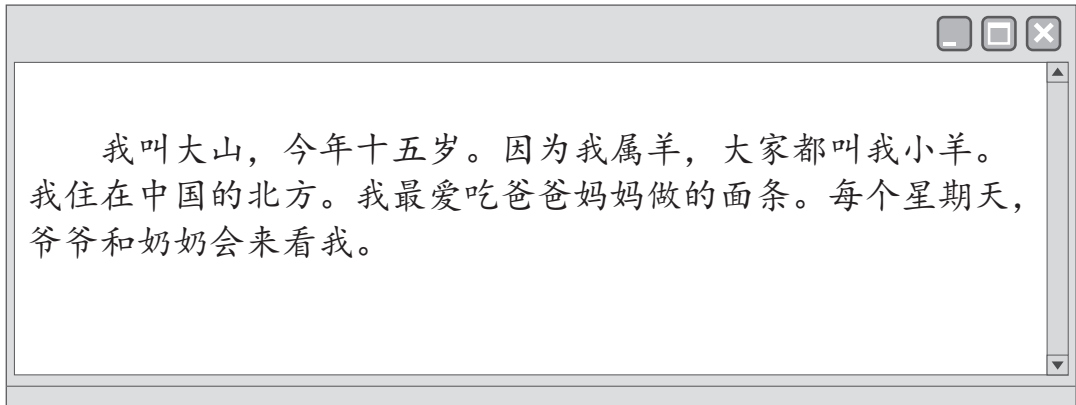 我叫大山，今年十五岁。因为我属羊，大家都叫我小羊。
我住在中国的北方。我最爱吃爸爸妈妈做的面条。每个星期天，
爷爷和奶奶会来看我。